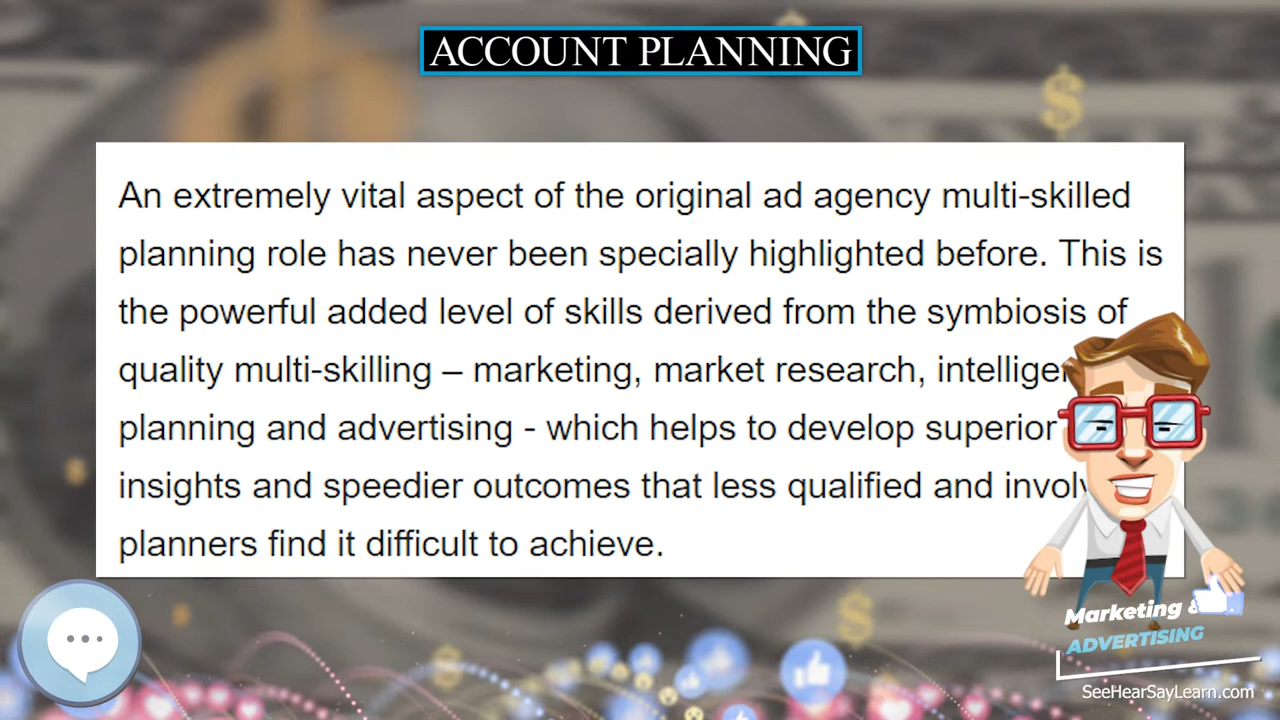 ACCOUNT PLANNING
An extremely vital aspect of the original ad agency multi-skilled
planning role has never been specially highlighted before. This is
the powerful added level of skills derived from the symbiosis of
quality multi-skilling – marketing, market research,
planning and advertising - which helps to develop superior
insights and speedier outcomes that less qualified and
planners find it difficult to achieve.
Marketing &
ADVERTISING
SeeHearSayLearn.com